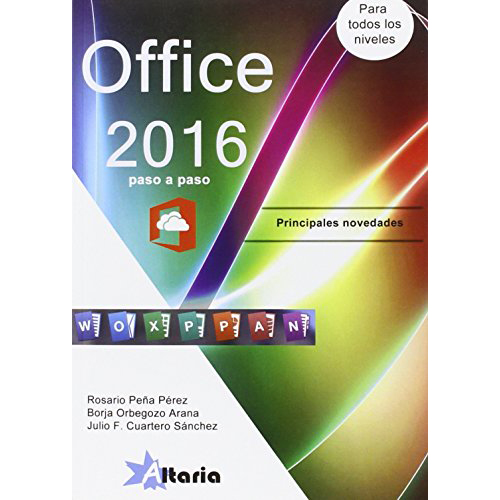 Para
todos los
niveles
Office
2016
paso a paso
Principales novedades
W O X P P A N
Rosario Peña Pérez
Borja Orbegozo Arana
Julio F. Cuartero Sánchez
Altaria